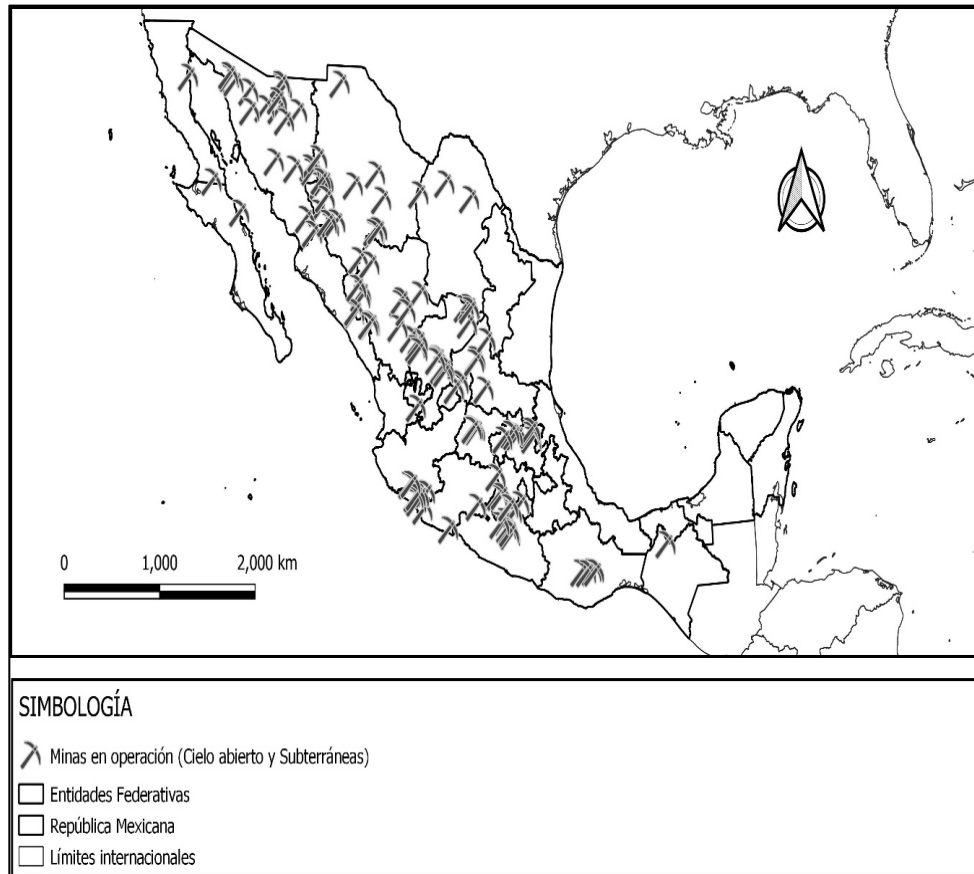 0 1,000 2,000 km
SIMBOLOGÍA
Minas en operación (Cielo abierto y Subterráneas)
Entidades Federativas
República Mexicana
Límites internacionales